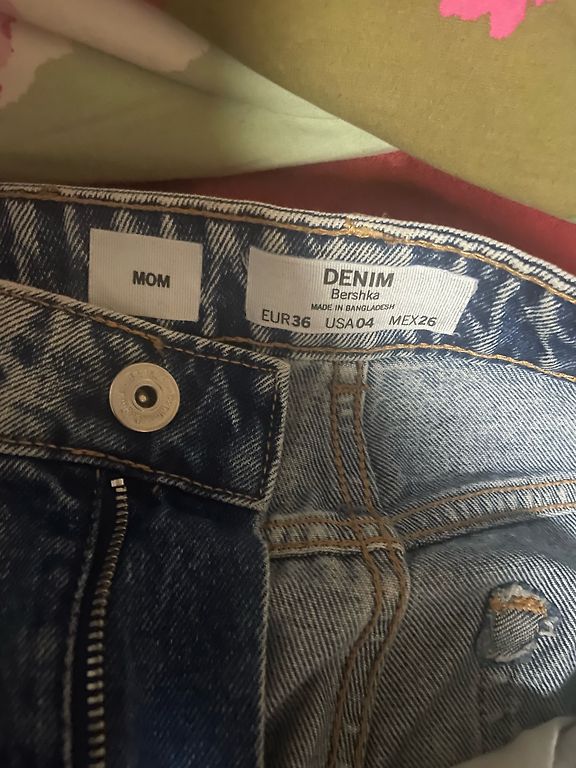 MOM
DENIM
Bershka
MADE IN BANGLADESH
EUR36 USA04 MEX26